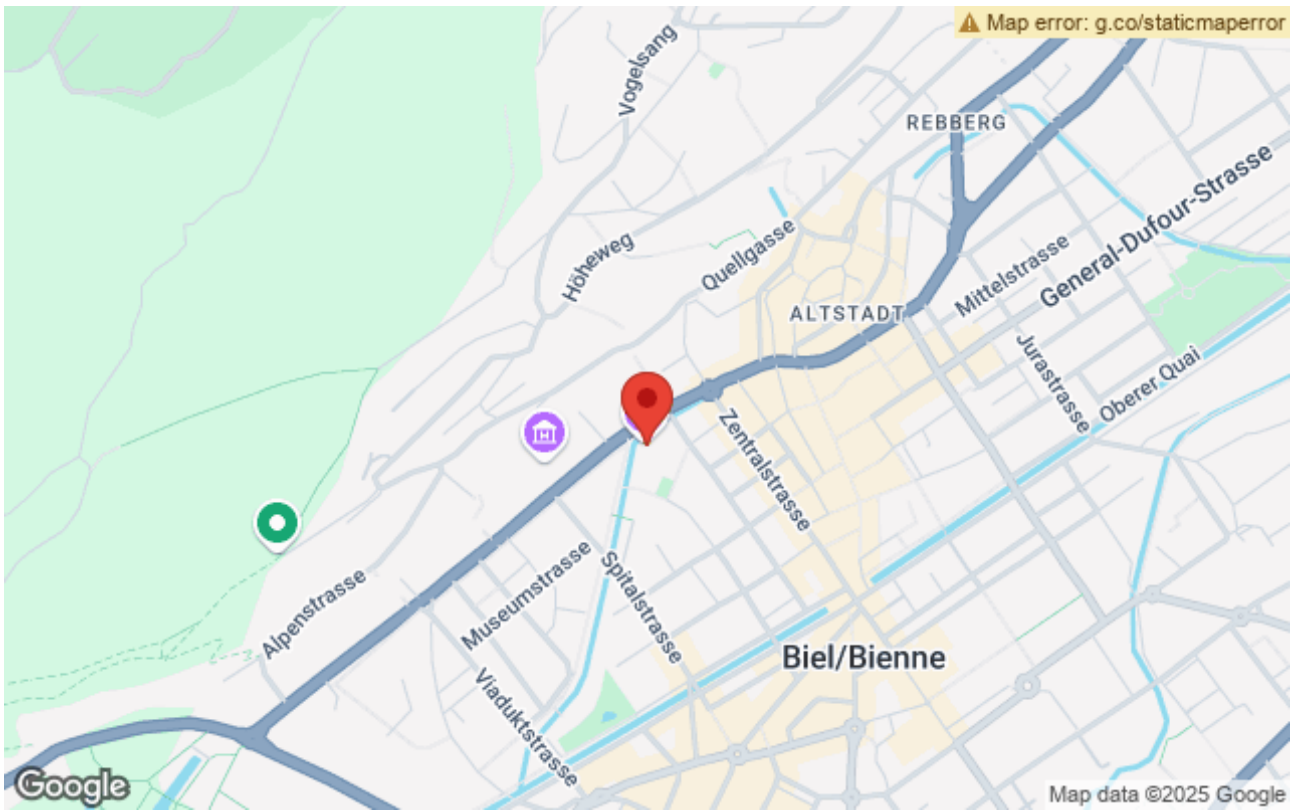 Map error: g.co/staticmaperror
Vogelsang
REBBERG
General-Dufour-Strasse
Höheweg
Quellgasse
Mittelstrasse
ALTSTADT
Jurastrasse
Oberer Quai
Zentralstrasse
Museumstrasse
Spitalstrasse
Alpenstrasse
Biel/Bienne
Viaduktstrasse
Google
Map data ©2025 Google